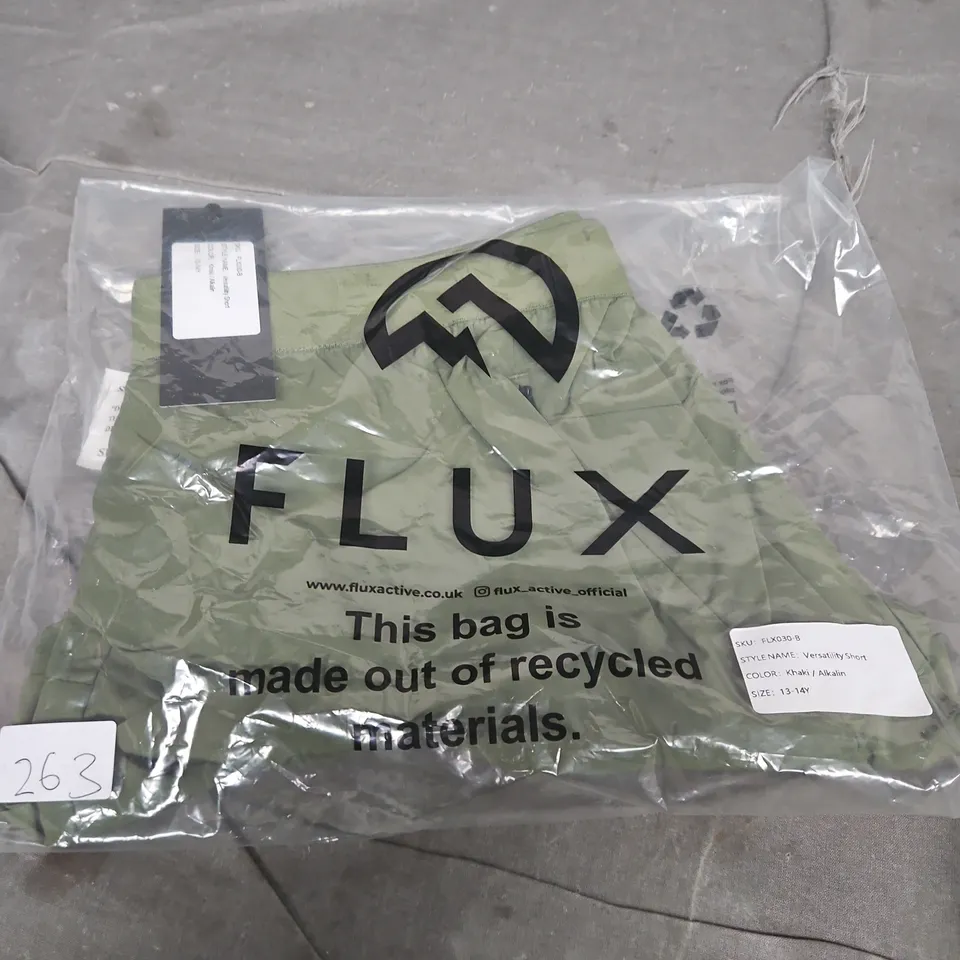 FLUX
www.fluxactive.co.uk flux_active_official
This bag is
made out of recycled
materials.
SKU: FLX030-B
STYLE NAME: Versatility Short
COLOR: Khaki / Alkalin
SIZE: 13-14Y
263